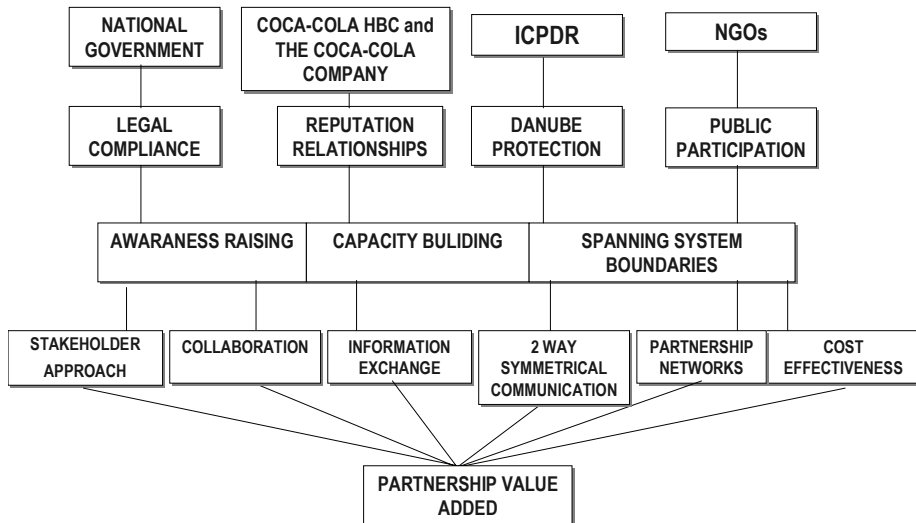 NATIONAL
GOVERNMENT
COCA-COLA HBC and
THE COCA-COLA
COMPANY
ICPDR
NGOs
LEGAL
COMPLIANCE
REPUTATION
RELATIONSHIPS
DANUBE
PROTECTION
PUBLIC
PARTICIPATION
AWARANESS RAISING
CAPACITY BULIDING
SPANNING SYSTEM
BOUNDARIES
STAKEHOLDER
APPROACH
COLLABORATION
INFORMATION
EXCHANGE
2 WAY
SYMMETRICAL
COMMUNICATION
PARTNERSHIP
NETWORKS
COST
EFFECTIVENESS
PARTNERSHIP VALUE
ADDED